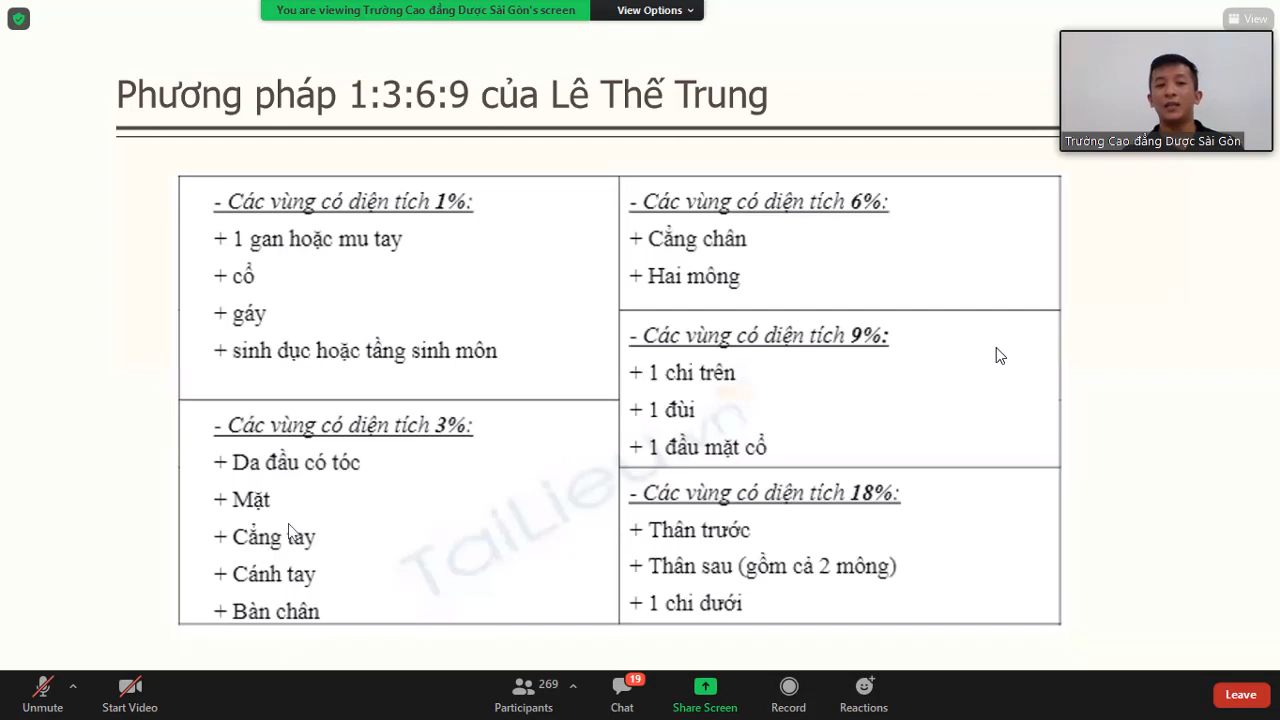 You are viewing Trường Cao đẳng Dược Sài Gòn's screen
View Options
View
Phương pháp 1:3:6:9 của Lê Thế Trung
Trường Cao đẳng Dược Sài Gòn
- Các vùng có diện tích 1%:
+ 1 gan hoặc mu tay
+ cổ
+ gáy
+ sinh dục hoặc tầng sinh môn
- Các vùng có diện tích 3%:
+ Da đầu có tóc
+ Mặt
+ Cẳng tay
+ Cánh tay
+ Bàn chân
- Các vùng có diện tích 6%:
+ Cẳng chân
+ Hai mông
- Các vùng có diện tích 9%:
+ 1 chi trên
+ 1 đùi
+ 1 đầu mặt cổ
- Các vùng có diện tích 18%:
+ Thân trước
+ Thân sau (gồm cả 2 mông)
+ 1 chi dưới
TaiLieu.vn
Unmute
Start Video
269
Participants
19
Chat
Share Screen
Record
Reactions
Leave